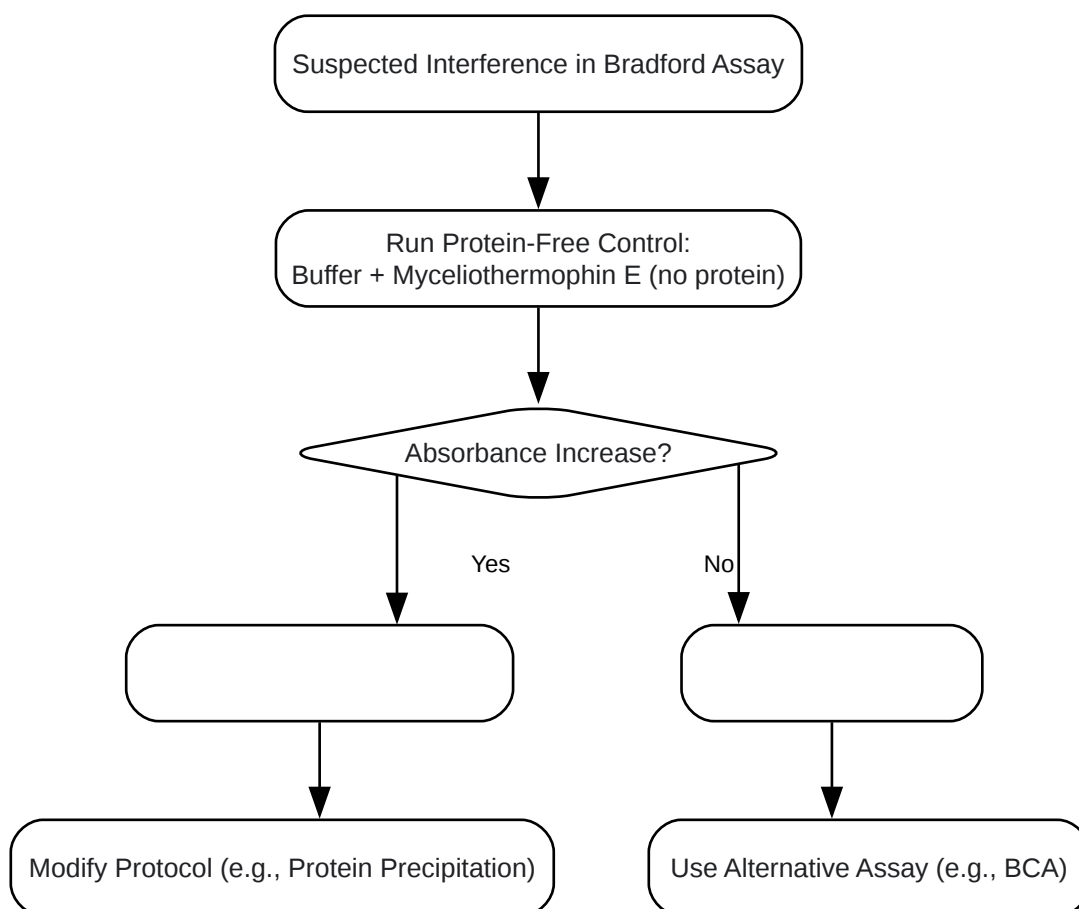 Suspected Interference in Bradford Assay
Run Protein-Free Control:
Buffer + Myceliothermophin E (no protein)
Absorbance Increase?
Yes
No
Modify Protocol (e.g., Protein Precipitation)
Use Alternative Assay (e.g., BCA)